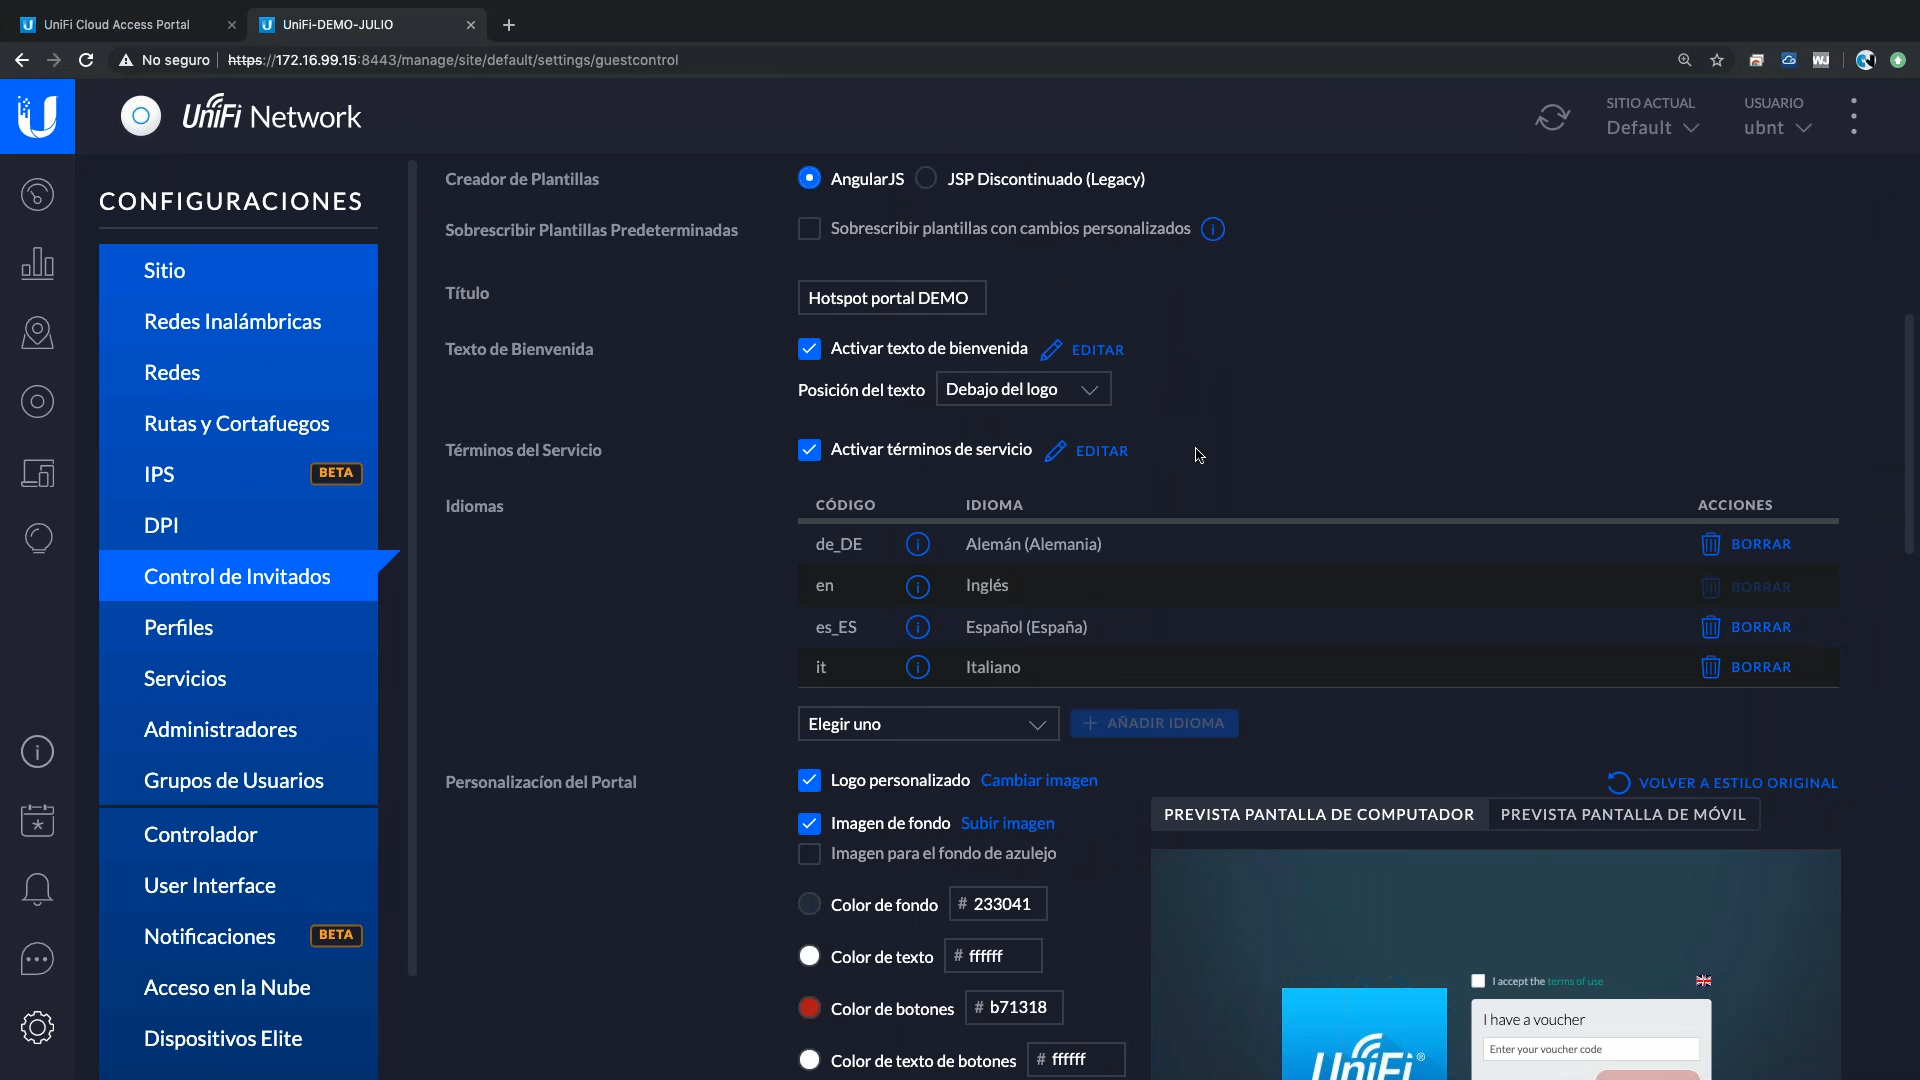 UniFi Cloud Access Portal
UniFi-DEMO-JULIO
No seguro
https://172.16.99.15:8443/manage/site/default/settings/guestcontrol
UniFi Network
SITIO ACTUAL
Default
USUARIO
ubnt
CONFIGURACIONES
Sitio
Redes Inalámbricas
Redes
Rutas y Cortafuegos
IPS BETA
DPI
Control de Invitados
Perfiles
Servicios
Administradores
Grupos de Usuarios
Controlador
User Interface
Notificaciones BETA
Acceso en la Nube
Dispositivos Elite
Creador de Plantillas
AngularJS
JSP Discontinuado (Legacy)
Sobrescribir Plantillas Predeterminadas
Sobrescribir plantillas con cambios personalizados
Título
Hotspot portal DEMO
Texto de Bienvenida
Activar texto de bienvenida
EDITAR
Posición del texto
Debajo del logo
Términos del Servicio
Activar términos de servicio
EDITAR
Idiomas
CÓDIGO IDIOMA ACCIONES
de_DE Alemán (Alemania) BORRAR
en Inglés BORRAR
es_ES Español (España) BORRAR
it Italiano BORRAR
Elegir uno
+ AÑADIR IDIOMA
Personalizacíon del Portal
Logo personalizado Cambiar imagen
Imagen de fondo Subir imagen
Imagen para el fondo de azulejo
Color de fondo # 233041
Color de texto # ffffff
Color de botones # b71318
Color de texto de botones # ffffff
VOLVER A ESTILO ORIGINAL
PREVISTA PANTALLA DE COMPUTADOR
PREVISTA PANTALLA DE MÓVIL
I accept the terms of use
I have a voucher
Enter your voucher code
UniFi®